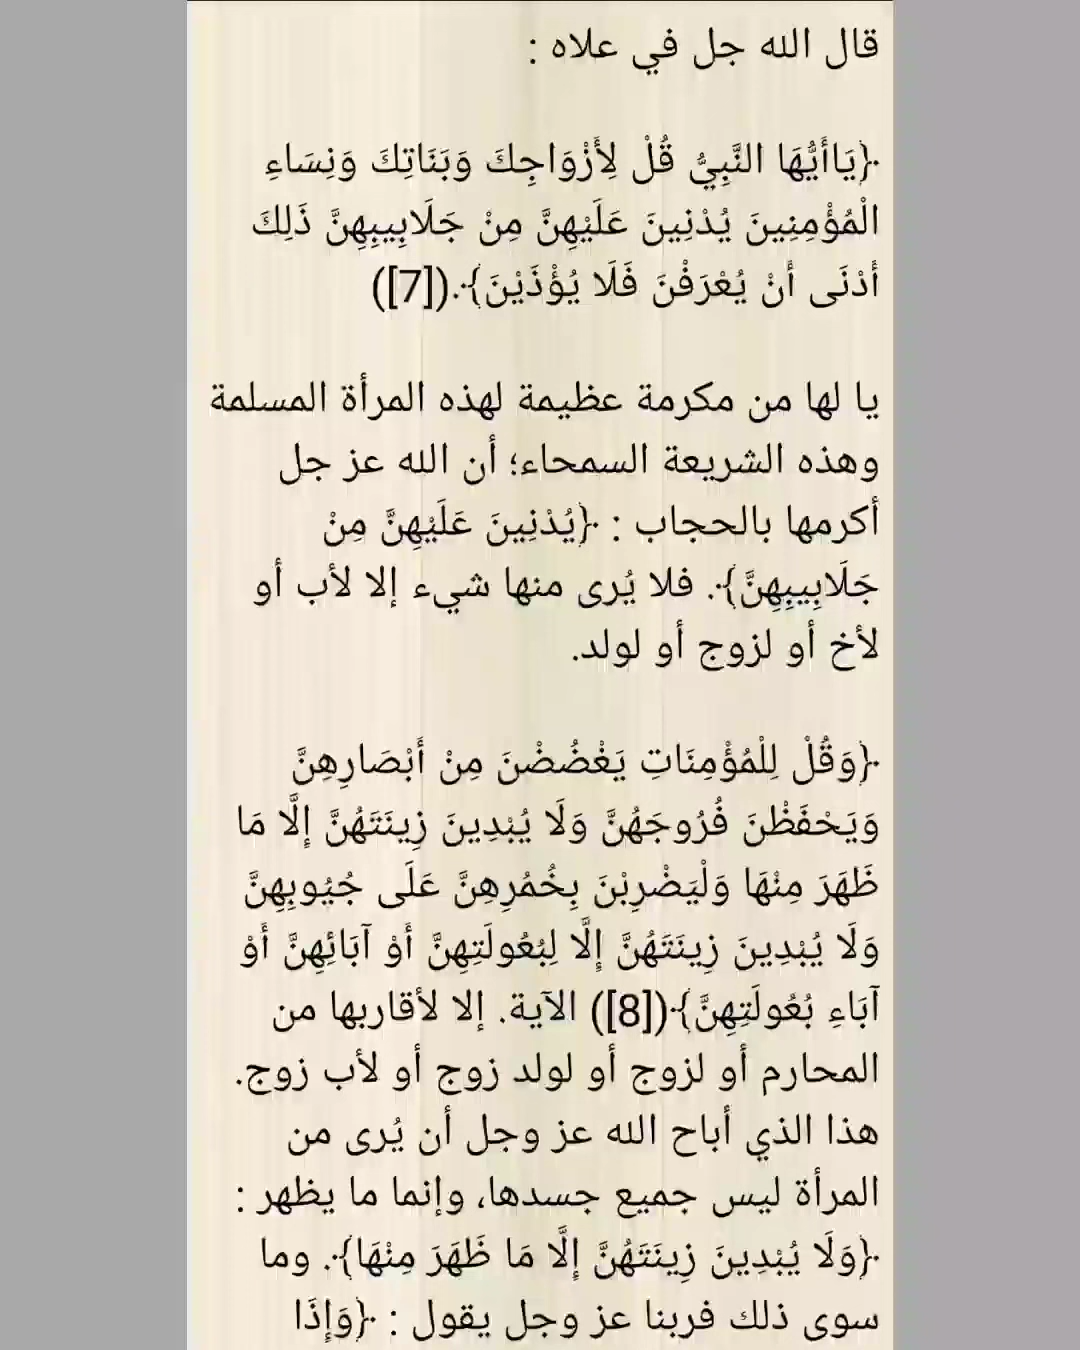 قال الله جل في علاه :
﴿يَاأَيُّهَا النَّبِيُّ قُلْ لِأَزْوَاجِكَ وَبَنَاتِكَ وَنِسَاءِ
الْمُؤْمِنِينَ يُدْنِينَ عَلَيْهِنَّ مِنْ جَلَابِيبِهِنَّ ذَلِكَ
أَدْنَى أَنْ يُعْرَفْنَ فَلَا يُؤْذَيْنَ﴾.([7])
يا لها من مكرمة عظيمة لهذه المرأة المسلمة
وهذه الشريعة السمحاء؛ أن الله عز جل
أكرمها بالحجاب : ﴿يُدْنِينَ عَلَيْهِنَّ مِنْ
جَلَابِيبِهِنَّ﴾. فلا يُرى منها شيء إلا لأب أو
لأخ أو لزوج أو لولد.
﴿وَقُلْ لِلْمُؤْمِنَاتِ يَغْضُضْنَ مِنْ أَبْصَارِهِنَّ
وَيَحْفَظْنَ فُرُوجَهُنَّ وَلَا يُبْدِينَ زِينَتَهُنَّ إِلَّا مَا
ظَهَرَ مِنْهَا وَلْيَضْرِبْنَ بِخُمُرِهِنَّ عَلَى جُيُوبِهِنَّ
وَلَا يُبْدِينَ زِينَتَهُنَّ إِلَّا لِبُعُولَتِهِنَّ أَوْ آبَائِهِنَّ أَوْ
آبَاءِ بُعُولَتِهِنَّ﴾([8]) الآية. إلا لأقاربها من
المحارم أو لزوج أو لولد زوج أو لأب زوج.
هذا الذي أباح الله عز وجل أن يُرى من
المرأة ليس جميع جسدها، وإنما ما يظهر :
﴿وَلَا يُبْدِينَ زِينَتَهُنَّ إِلَّا مَا ظَهَرَ مِنْهَا﴾. وما
سوى ذلك فربنا عز وجل يقول : ﴿وَإِذَا